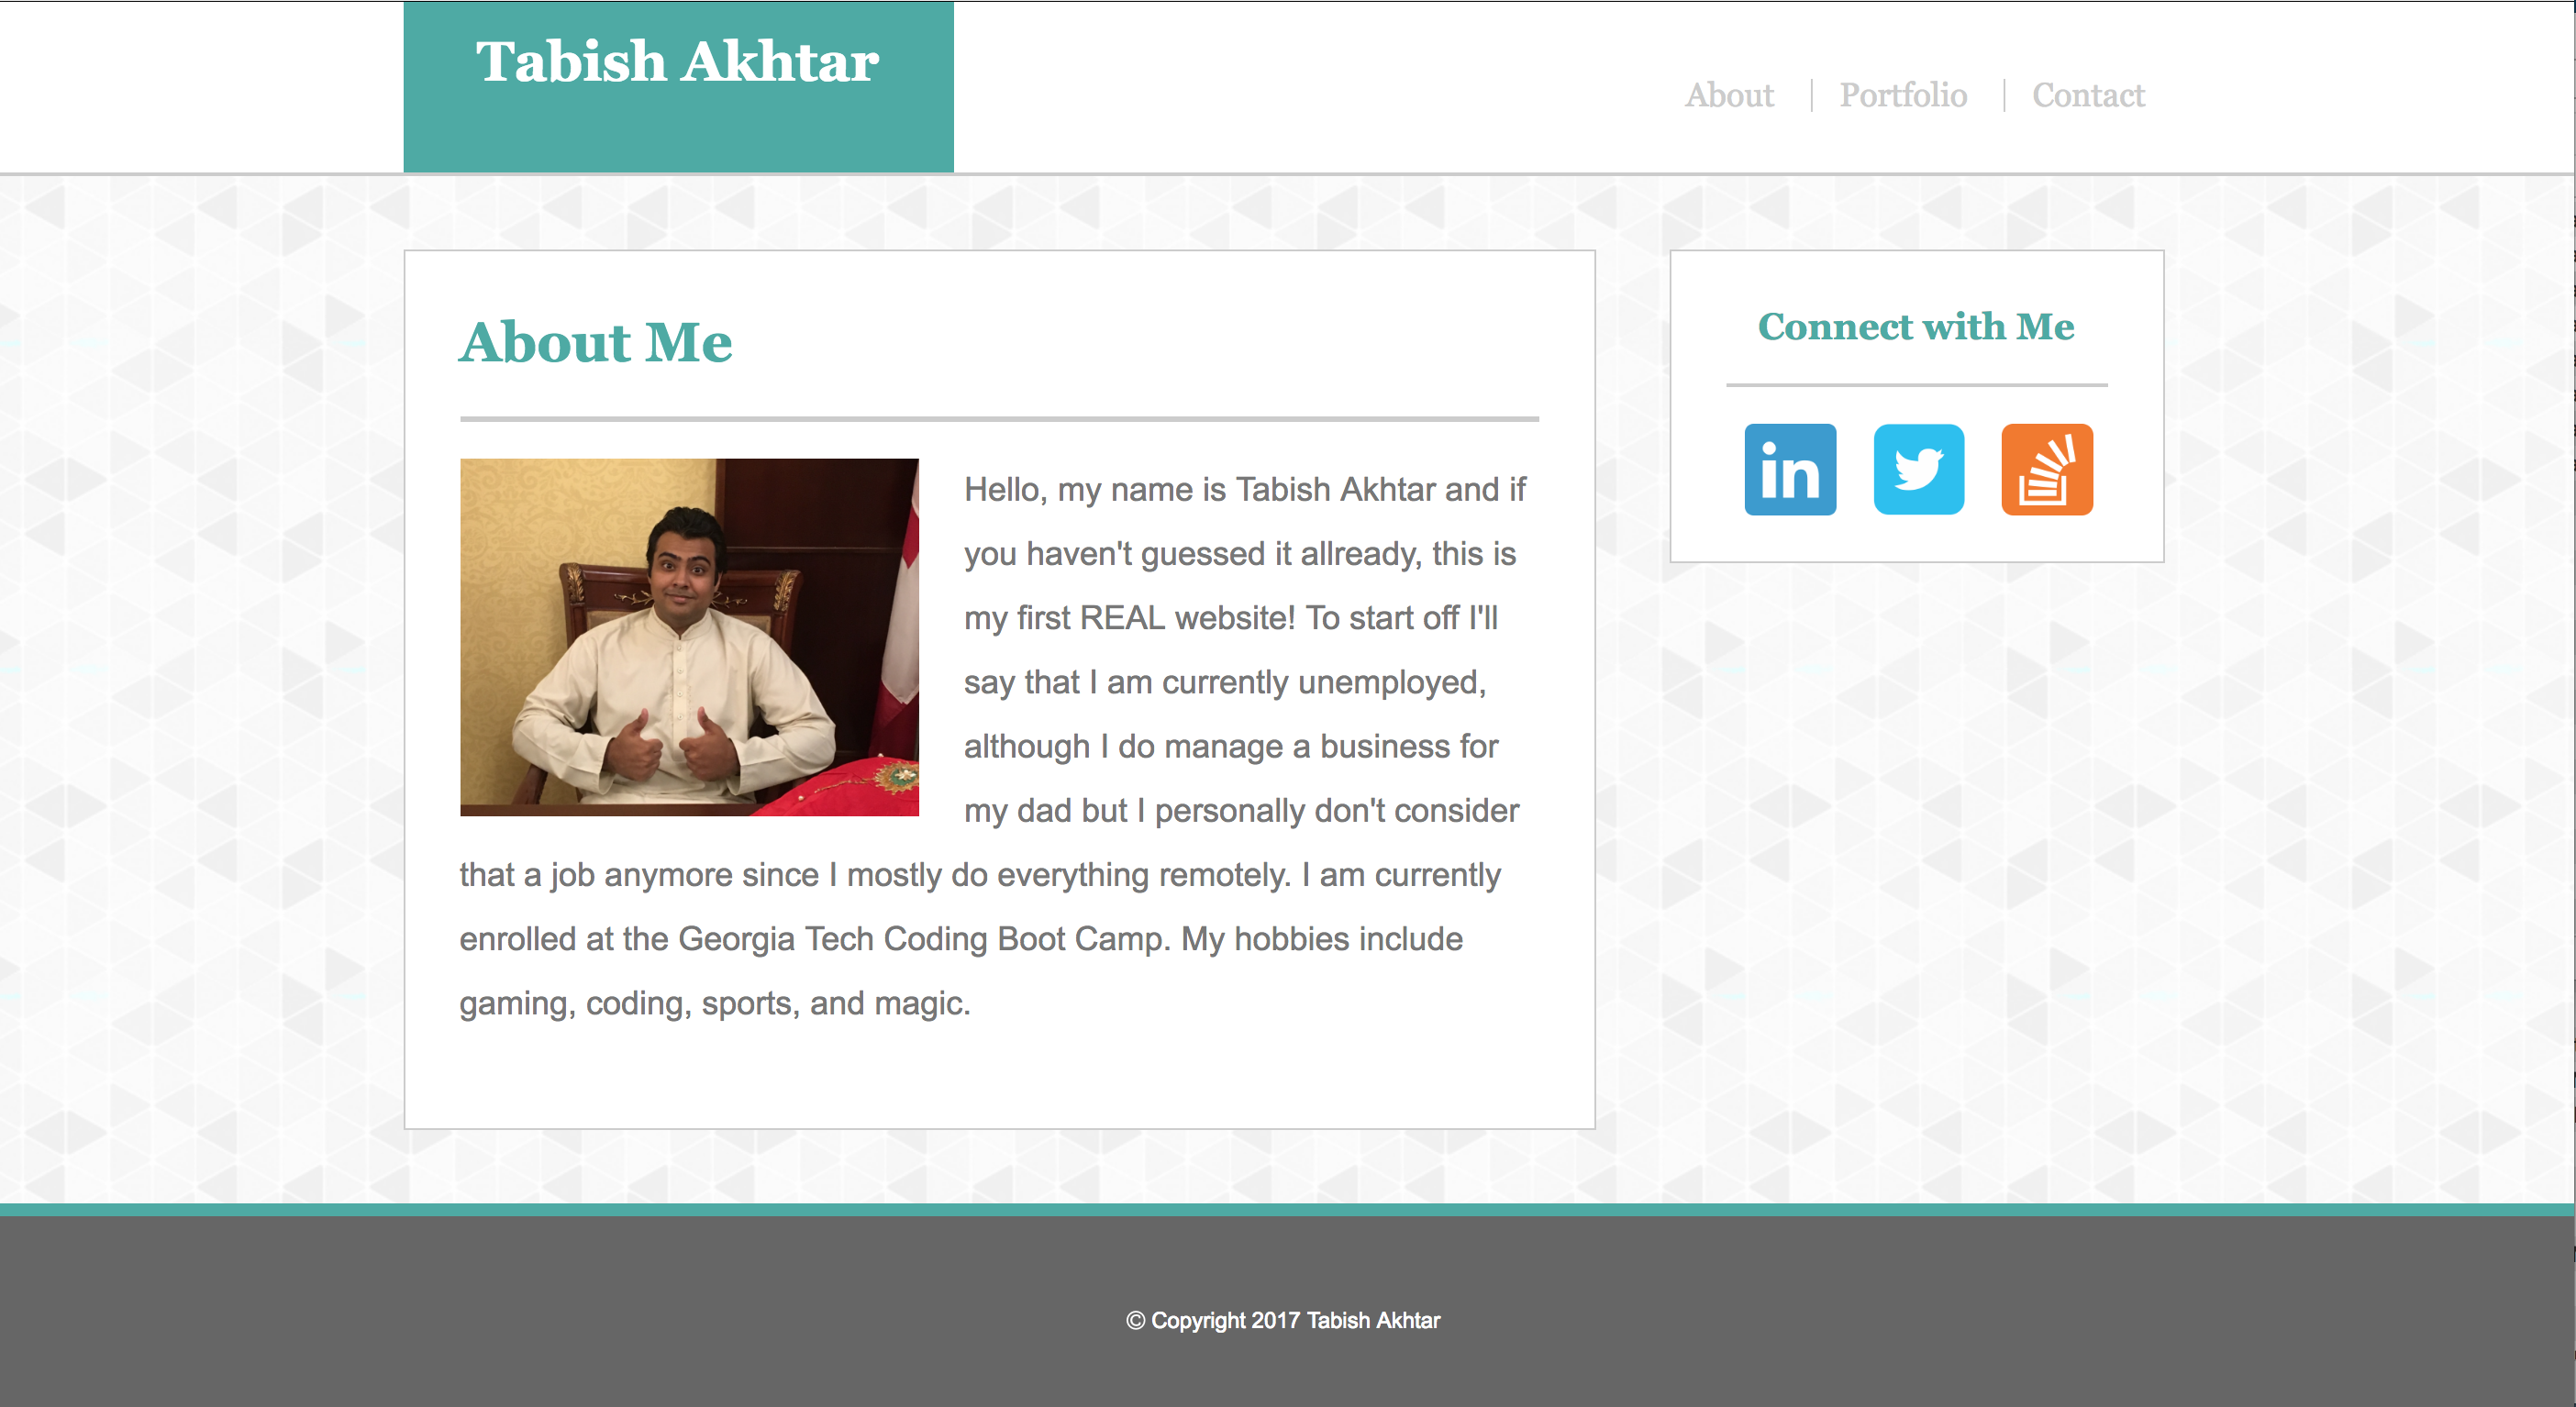 Tabish Akhtar
About
Portfolio
Contact
About Me
Hello, my name is Tabish Akhtar and if
you haven't guessed it allready, this is
my first REAL website! To start off I'll
say that I am currently unemployed,
although I do manage a business for
my dad but I personally don't consider
that a job anymore since I mostly do everything remotely. I am currently
enrolled at the Georgia Tech Coding Boot Camp. My hobbies include
gaming, coding, sports, and magic.
Connect with Me
in
© Copyright 2017 Tabish Akhtar